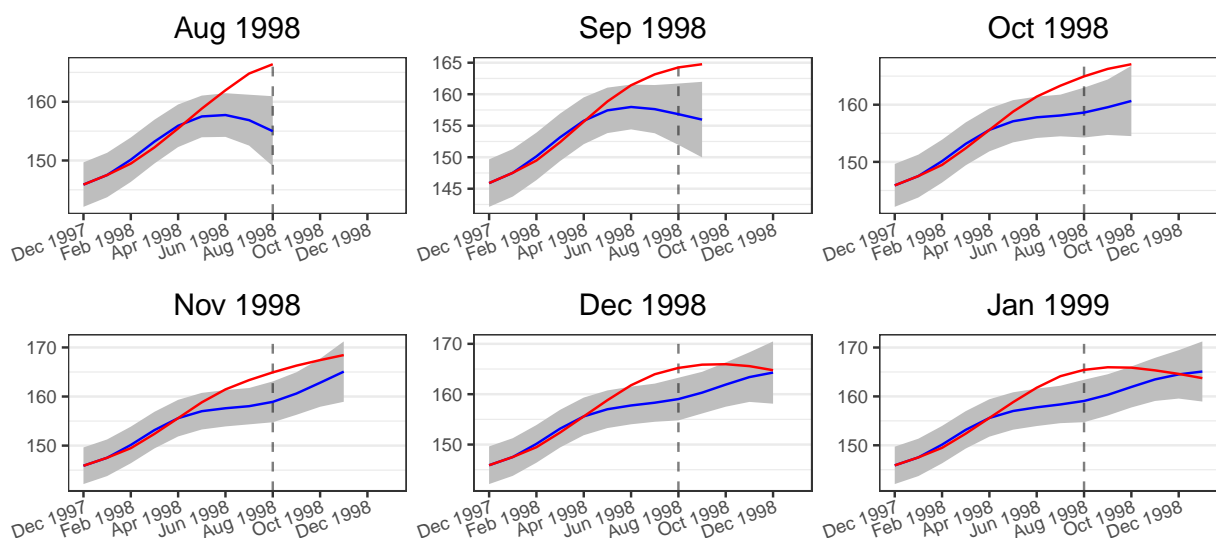 Aug 1998
Sep 1998
Oct 1998
160
150
165
160
155
150
145
160
150
Dec 1997
Feb 1998
Apr 1998
Jun 1998
Aug 1998
Oct 1998
Dec 1998
Dec 1997
Feb 1998
Apr 1998
Jun 1998
Aug 1998
Oct 1998
Dec 1998
Dec 1997
Feb 1998
Apr 1998
Jun 1998
Aug 1998
Oct 1998
Dec 1998
Nov 1998
Dec 1998
Jan 1999
170
160
150
170
160
150
170
160
150
Dec 1997
Feb 1998
Apr 1998
Jun 1998
Aug 1998
Oct 1998
Dec 1998
Dec 1997
Feb 1998
Apr 1998
Jun 1998
Aug 1998
Oct 1998
Dec 1998
Dec 1997
Feb 1998
Apr 1998
Jun 1998
Aug 1998
Oct 1998
Dec 1998